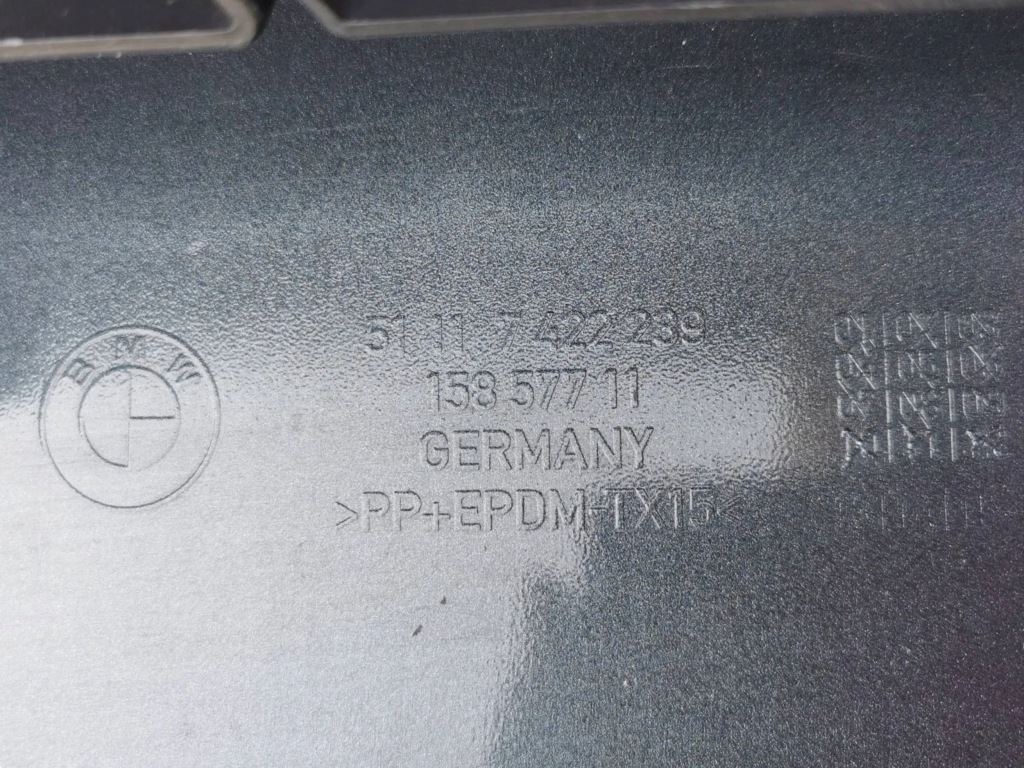 BMW
51 11 7 422 239
158 577 11
GERMANY
>PP+EPDM-TX15<